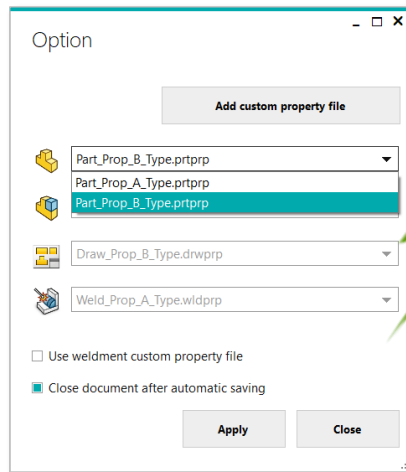 Option
Add custom property file
Part_Prop_B_Type.prtprp
Part_Prop_A_Type.prtprp
Part_Prop_B_Type.prtprp
Draw_Prop_B_Type.drwprp
Weld_Prop_A_Type.wldprp
Use weldment custom property file
Close document after automatic saving
Apply Close